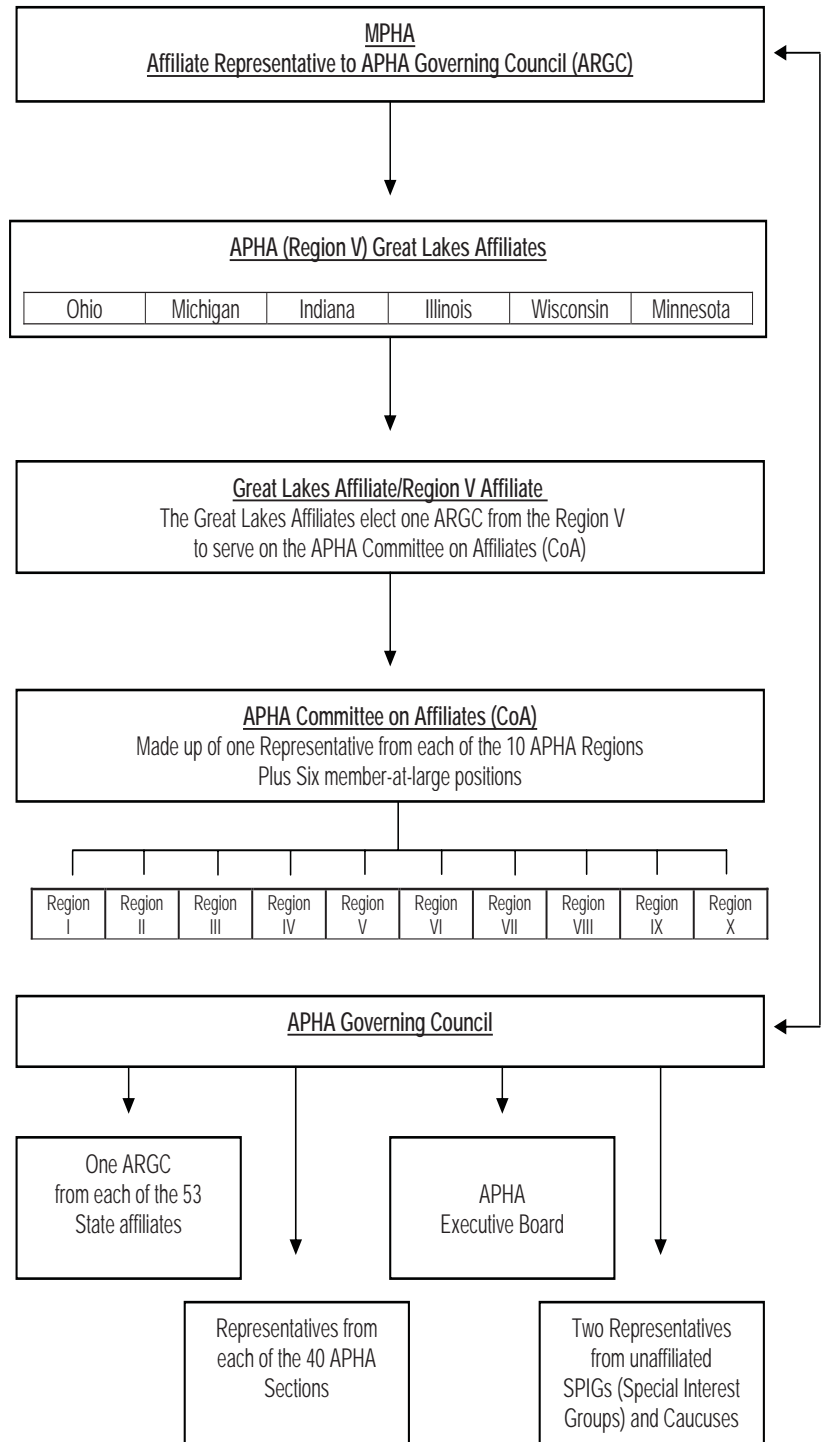 MPHA
Affiliate Representative to APHA Governing Council (ARGC)
APHA (Region V) Great Lakes Affiliates
Ohio Michigan Indiana Illinois Wisconsin Minnesota
Great Lakes Affiliate/Region V Affiliate
The Great Lakes Affiliates elect one ARGC from the Region V
to serve on the APHA Committee on Affiliates (CoA)
APHA Committee on Affiliates (CoA)
Made up of one Representative from each of the 10 APHA Regions
Plus Six member-at-large positions
Region Region Region Region Region Region Region Region Region Region
I II III IV V VI VII VIII IX X
APHA Governing Council
One ARGC
from each of the 53
State affiliates
APHA
Executive Board
Representatives from
each of the 40 APHA
Sections
Two Representatives
from unaffiliated
SPIGs (Special Interest
Groups) and Caucuses